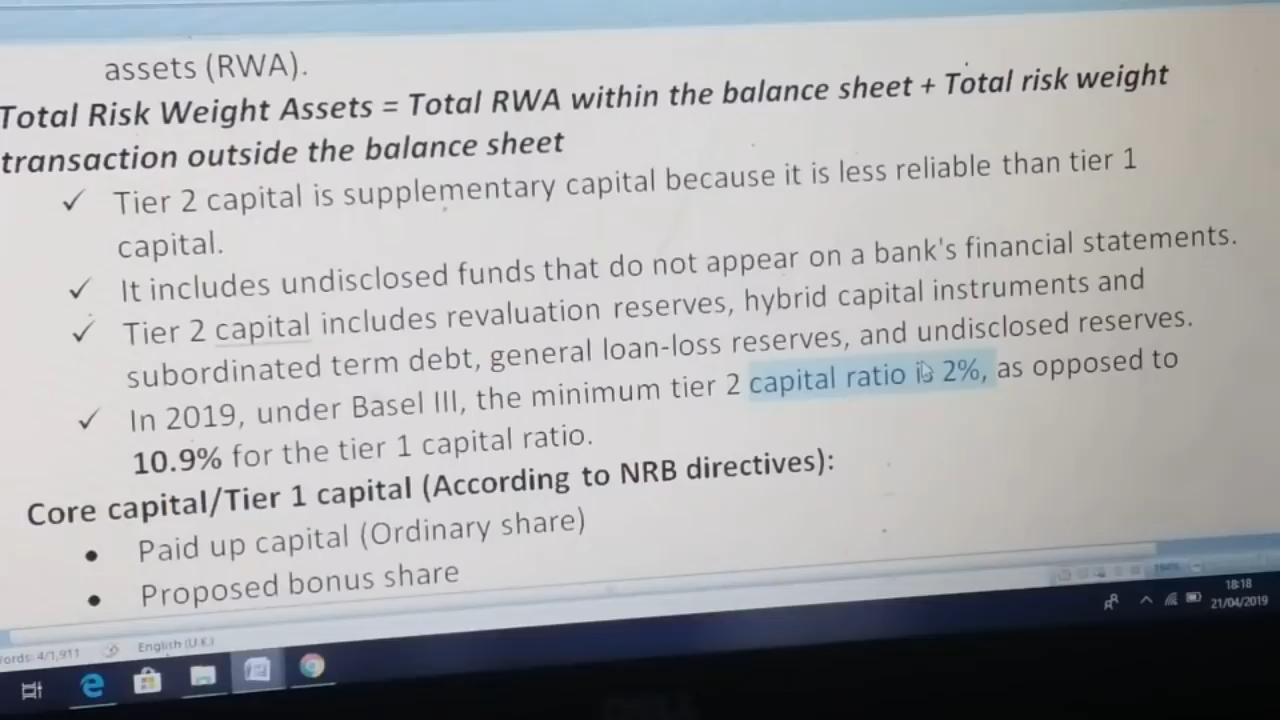 assets (RWA).
Total Risk Weight Assets = Total RWA within the balance sheet + Total risk weight
transaction outside the balance sheet
✓ Tier 2 capital is supplementary capital because it is less reliable than tier 1
capital.
✓ It includes undisclosed funds that do not appear on a bank's financial statements.
✓ Tier 2 capital includes revaluation reserves, hybrid capital instruments and
subordinated term debt, general loan-loss reserves, and undisclosed reserves.
✓ In 2019, under Basel III, the minimum tier 2 capital ratio is 2%, as opposed to
10.9% for the tier 1 capital ratio.
Core capital/Tier 1 capital (According to NRB directives):
• Paid up capital (Ordinary share)
• Proposed bonus share
ords: 4/1,911 English (U.K.)
18:18
21/04/2019